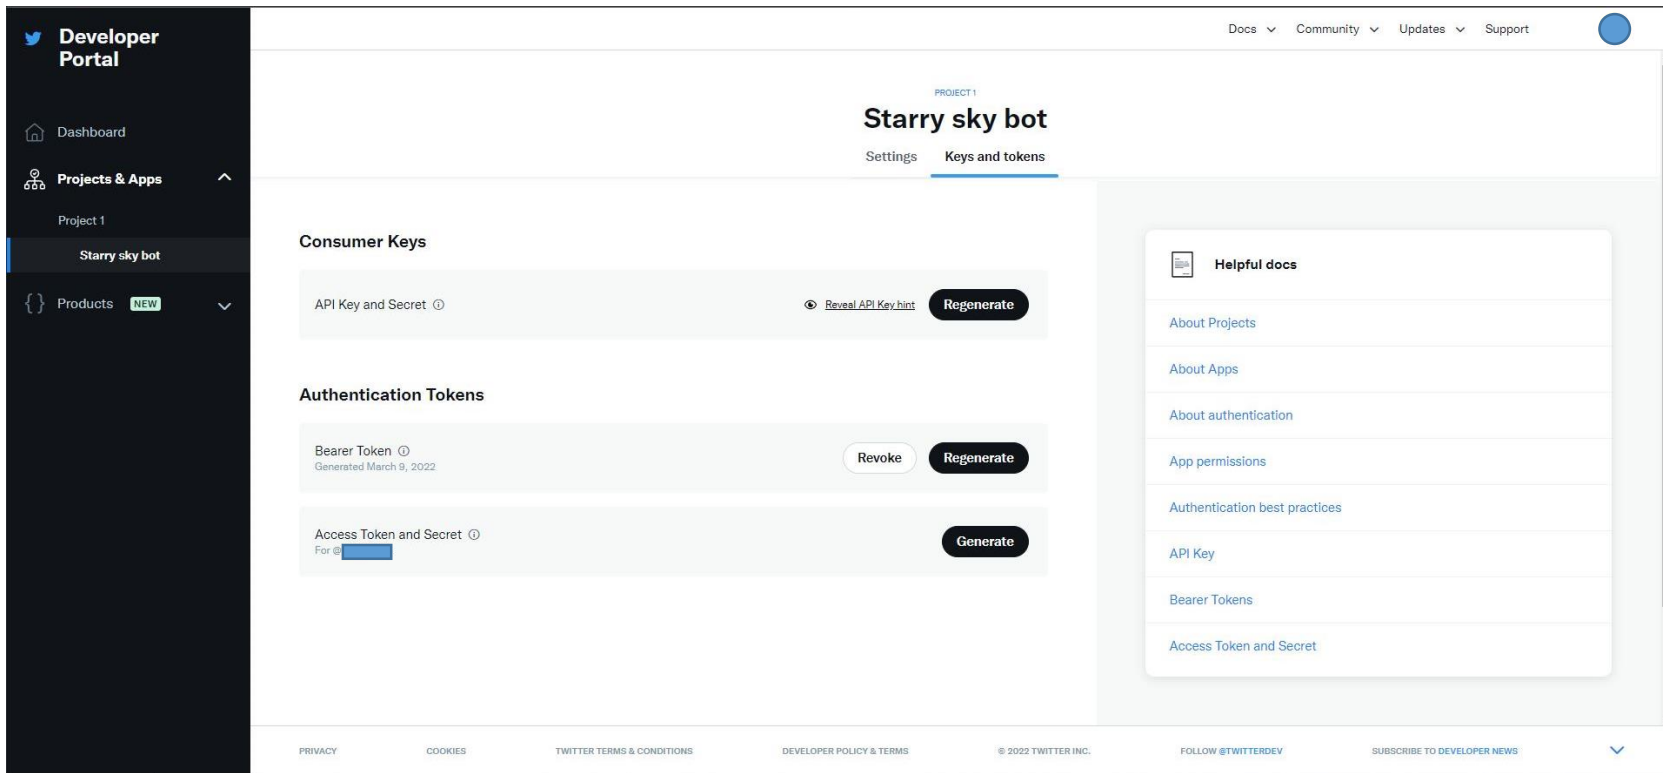 Developer
Portal
Docs Community Updates Support
PROJECT 1
Starry sky bot
Settings Keys and tokens
Dashboard
Projects & Apps
Project 1
Starry sky bot
Products NEW
Consumer Keys
API Key and Secret Reveal API Key hint Regenerate
Authentication Tokens
Bearer Token Revoke Regenerate
Generated March 9, 2022
Access Token and Secret Generate
For @
Helpful docs
About Projects
About Apps
About authentication
App permissions
Authentication best practices
API Key
Bearer Tokens
Access Token and Secret
PRIVACY COOKIES TWITTER TERMS & CONDITIONS DEVELOPER POLICY & TERMS © 2022 TWITTER INC. FOLLOW @TWITTERDEV SUBSCRIBE TO DEVELOPER NEWS